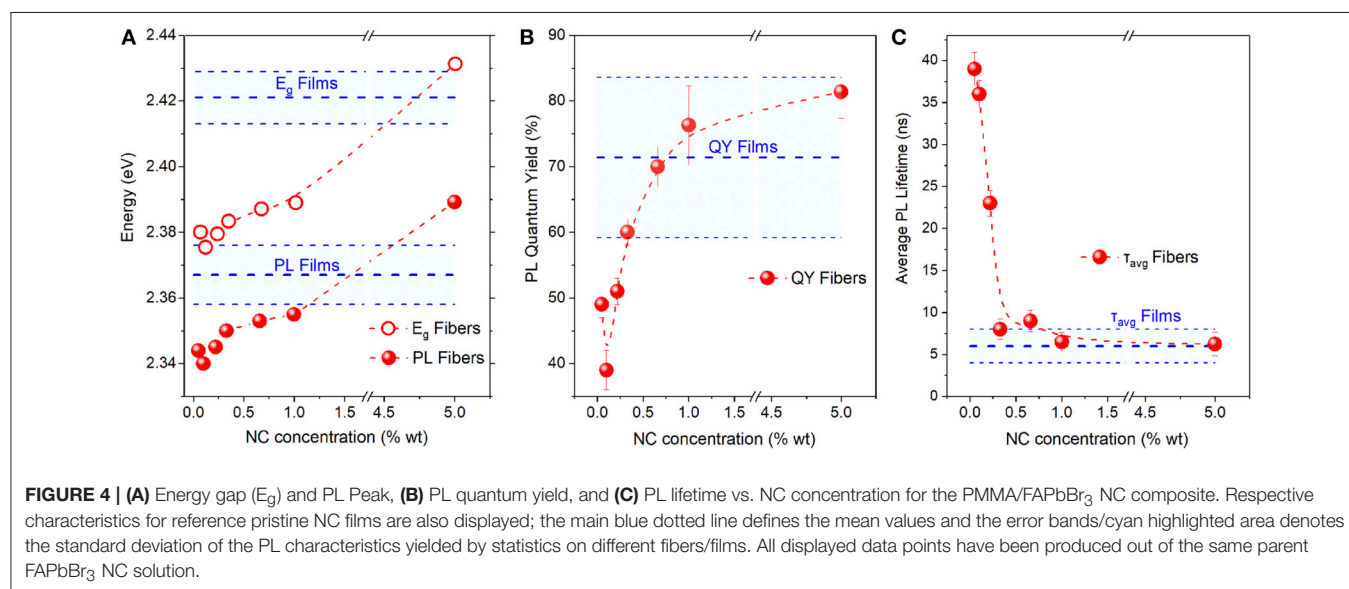 A
B
C
2.44
2.42
2.40
2.38
2.36
2.34
Energy (eV)
Eg Films
PL Films
Eg Fibers
PL Fibers
0.0 0.5 1.0 1.5 4.5 5.0
NC concentration (% wt)
90
80
70
60
50
40
PL Quantum Yield (%)
QY Films
QY Fibers
0.0 0.5 1.0 4.5 5.0
NC concentration (% wt)
40
35
30
25
20
15
10
5
0
Average PL Lifetime (ns)
τavg Fibers
τavg Films
0.0 0.5 1.0 1.5 4.5 5.0
NC concentration (% wt)
FIGURE 4 | (A) Energy gap (Eg) and PL Peak, (B) PL quantum yield, and (C) PL lifetime vs. NC concentration for the PMMA/FAPbBr3 NC composite. Respective
characteristics for reference pristine NC films are also displayed; the main blue dotted line defines the mean values and the error bands/cyan highlighted area denotes
the standard deviation of the PL characteristics yielded by statistics on different fibers/films. All displayed data points have been produced out of the same parent
FAPbBr3 NC solution.